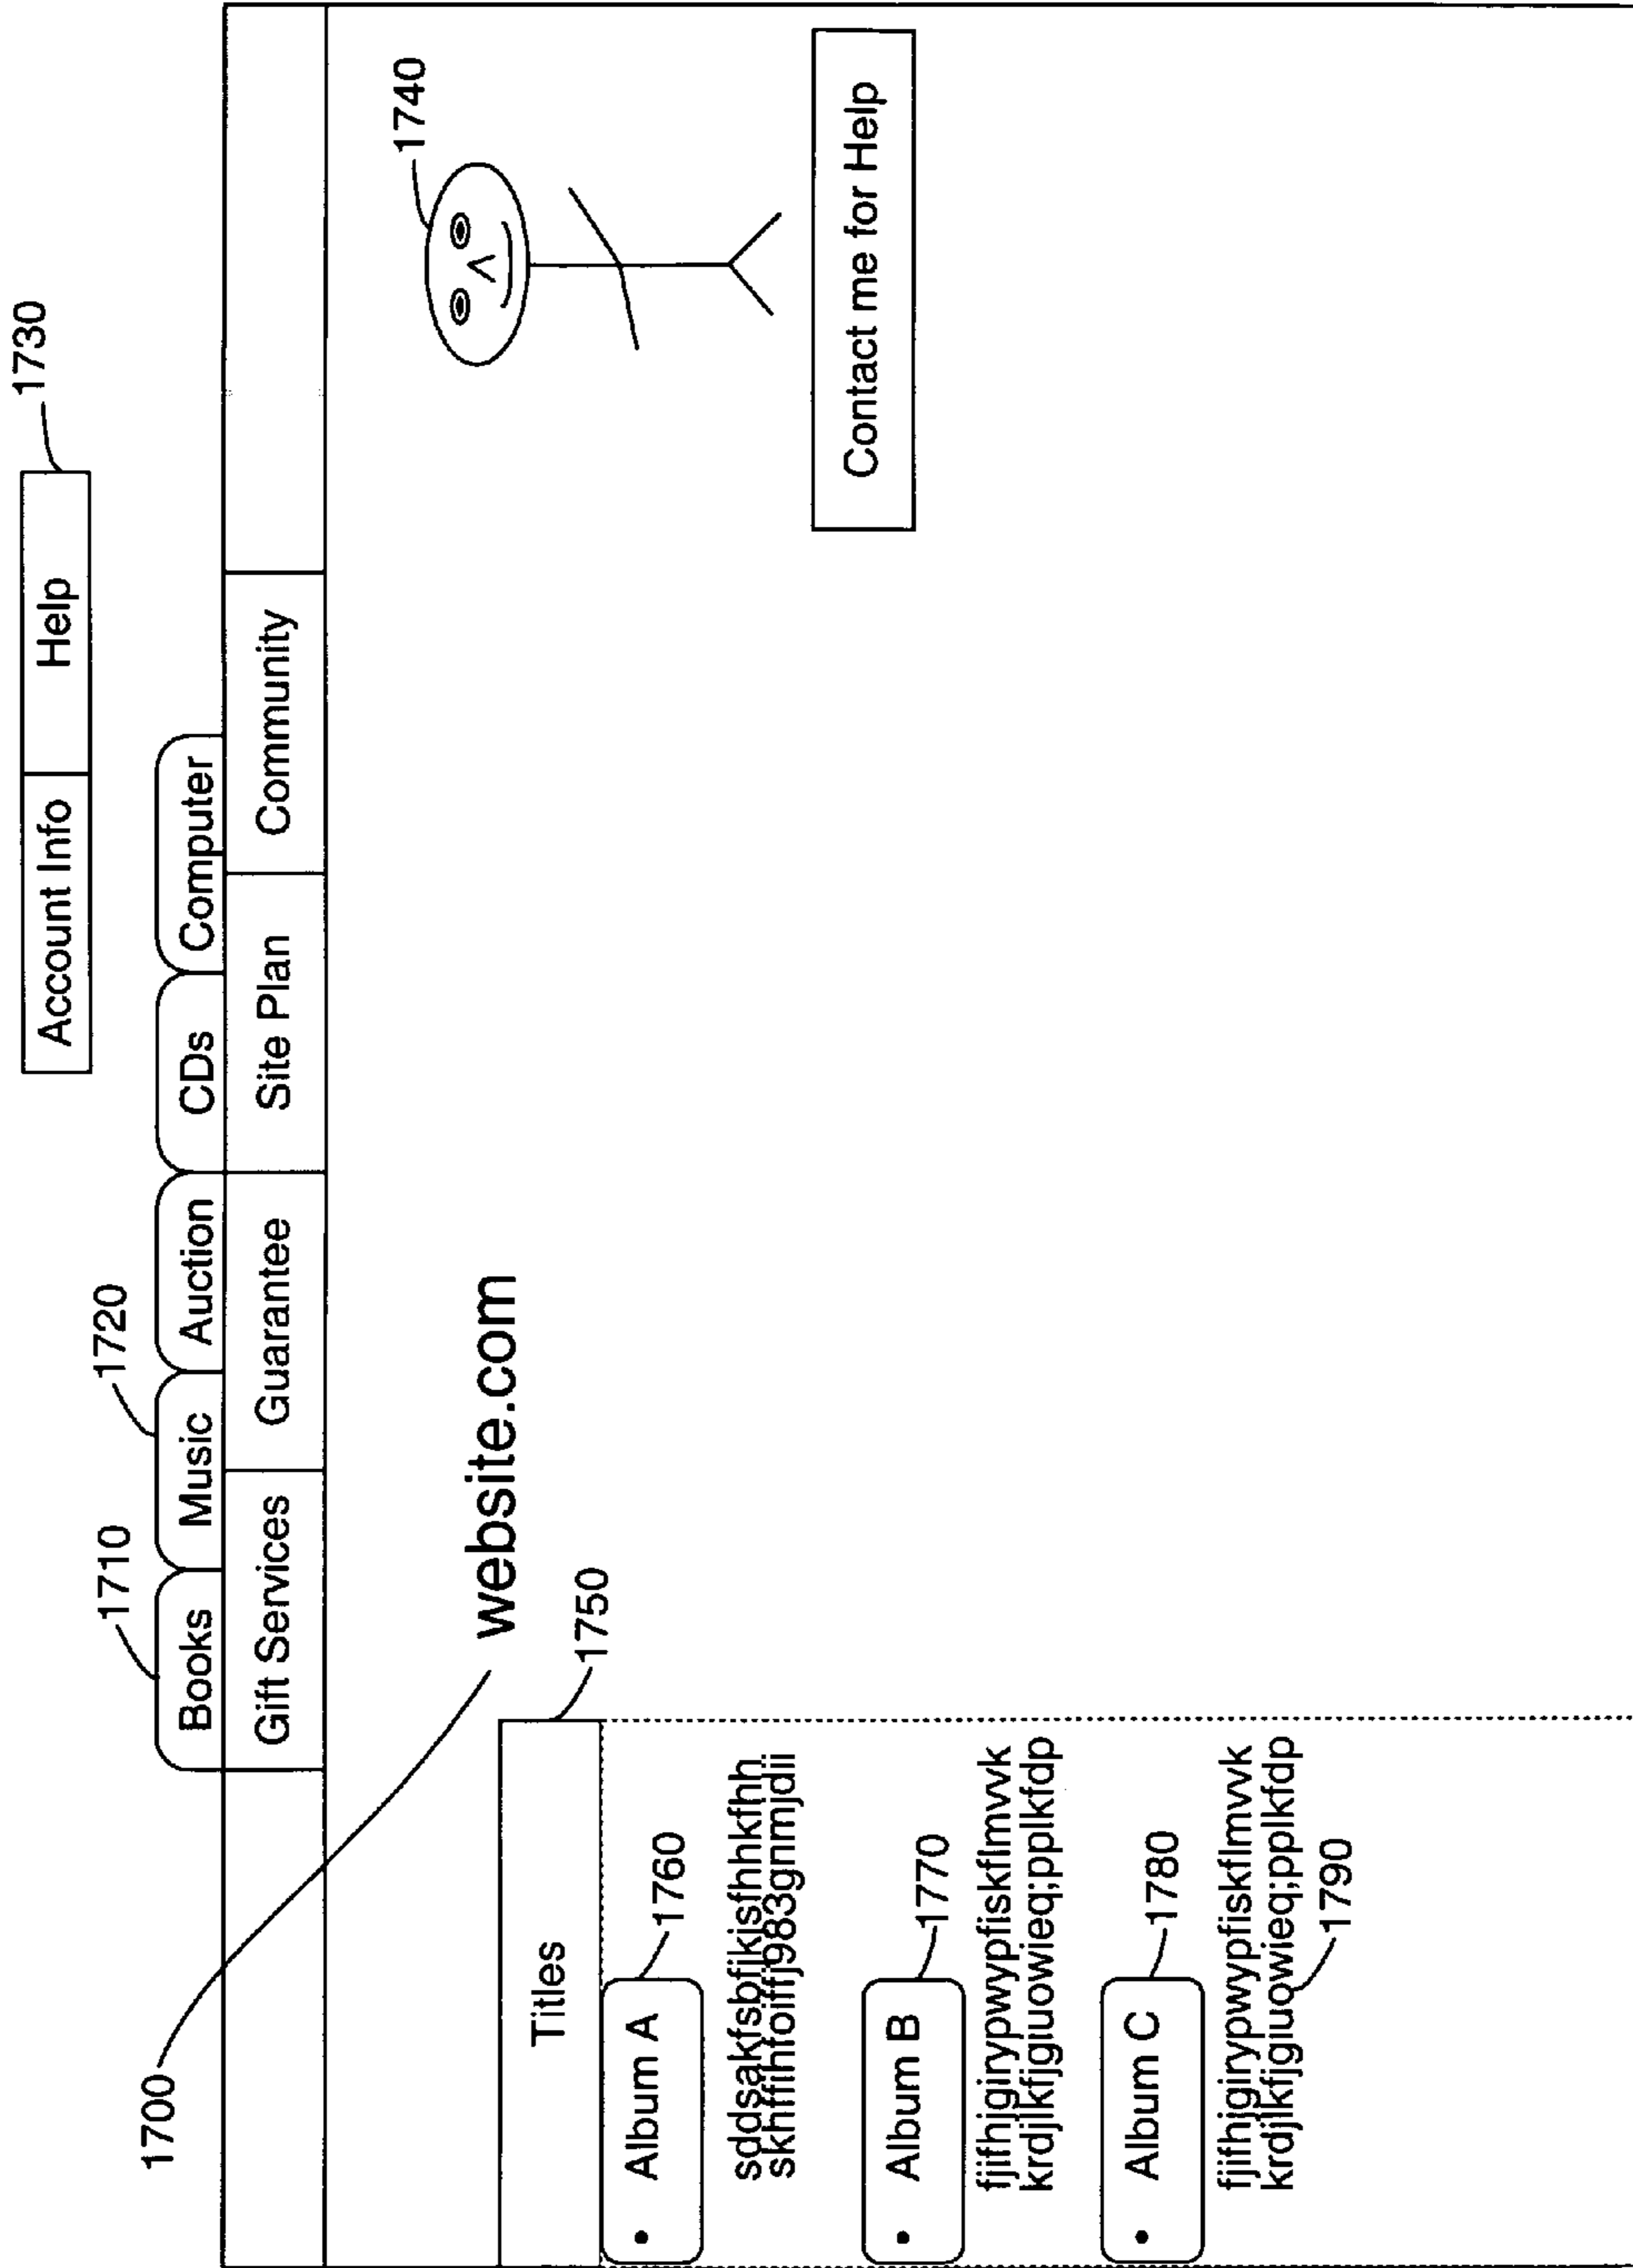 1730
Account Info Help
1710 1720
Books Music Auction CDs Computer
Gift Services Guarantee Site Plan Community
1700
website.com
1740
Contact me for Help
1750
Titles
Album A
1760
sddsakfsbfjkjsfhhkfhh
Album B
1770
fjifhjgirypwypfiskflmvvk
krdjlkfjgiuowieq;pplkfdp
Album C
1780
fjifhjgirypwypfiskflmvvk
krdjlkfjgiuowieq;pplkfdp
1790